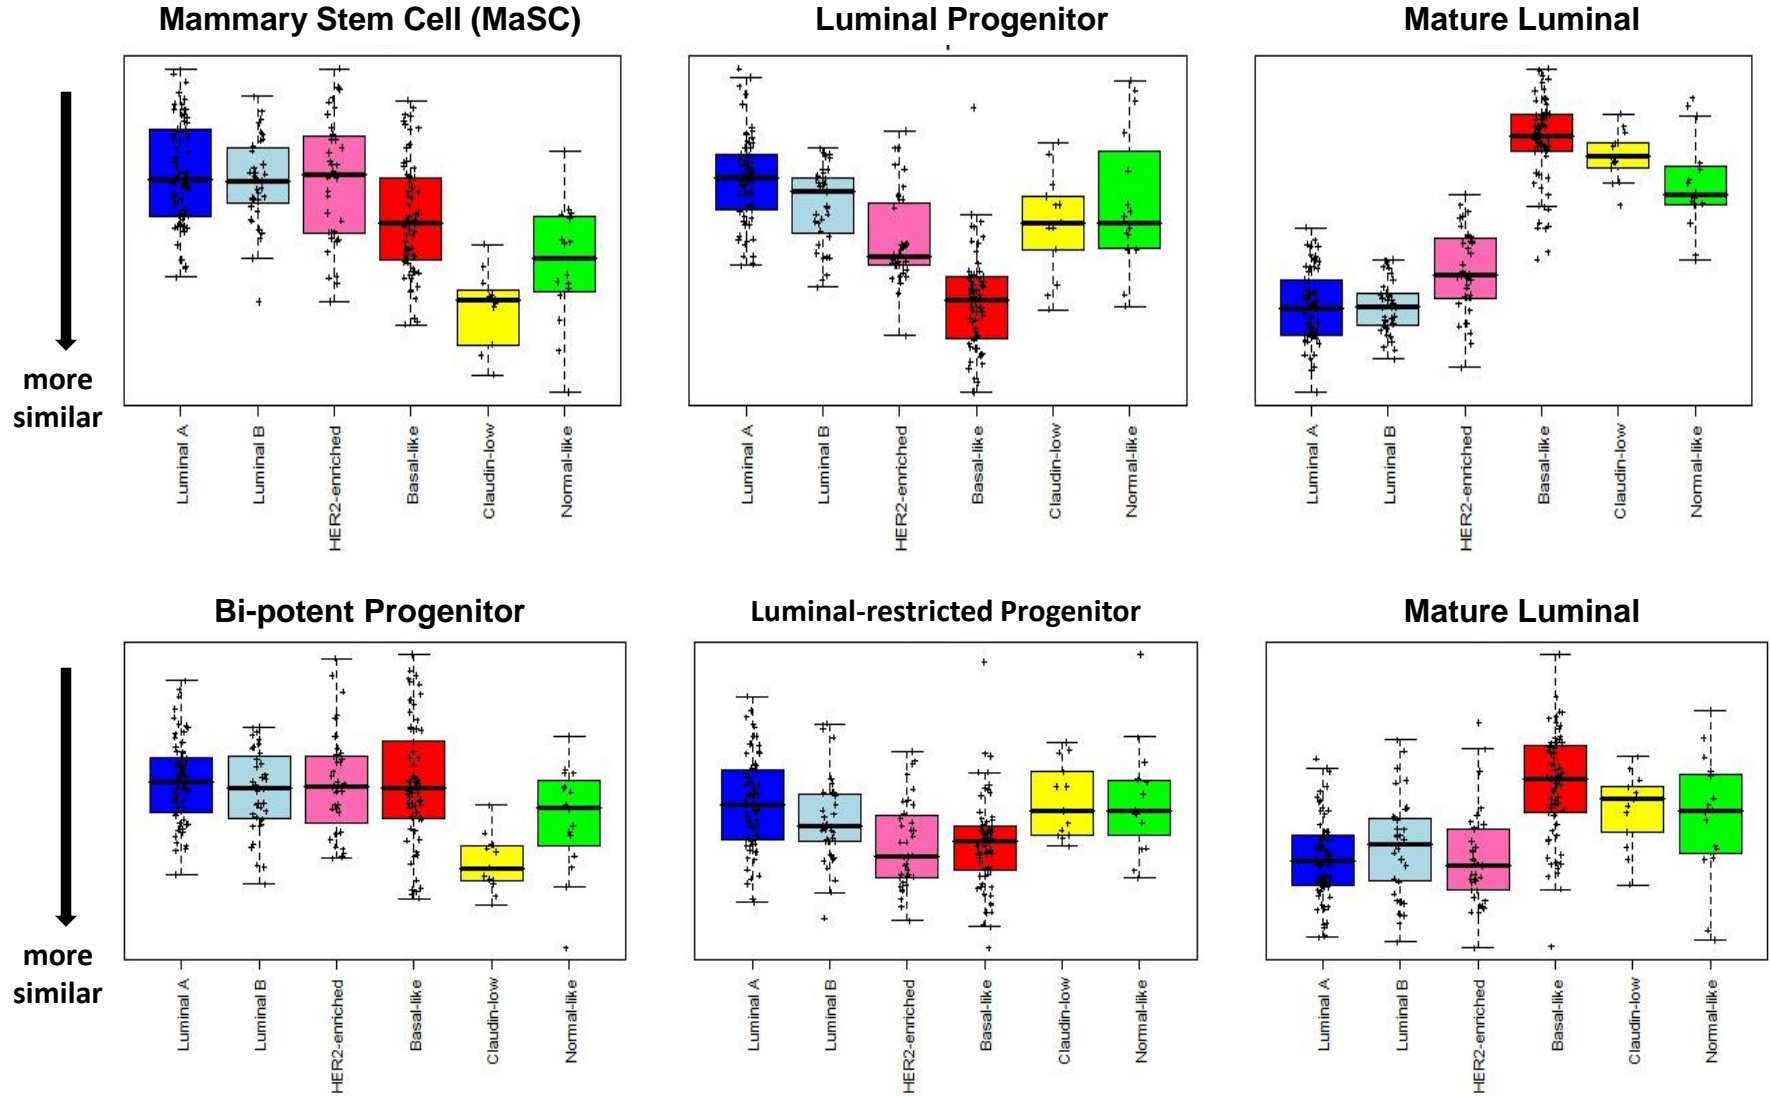 Mammary Stem Cell (MaSC)
Luminal Progenitor
Mature Luminal
more
similar
Luminal A
Luminal B
HER2-enriched
Basal-like
Claudin-low
Normal-like
Luminal A
Luminal B
HER2-enriched
Basal-like
Claudin-low
Normal-like
Luminal A
Luminal B
HER2-enriched
Basal-like
Claudin-low
Normal-like
Bi-potent Progenitor
Luminal-restricted Progenitor
Mature Luminal
more
similar
Luminal A
Luminal B
HER2-enriched
Basal-like
Claudin-low
Normal-like
Luminal A
Luminal B
HER2-enriched
Basal-like
Claudin-low
Normal-like
Luminal A
Luminal B
HER2-enriched
Basal-like
Claudin-low
Normal-like